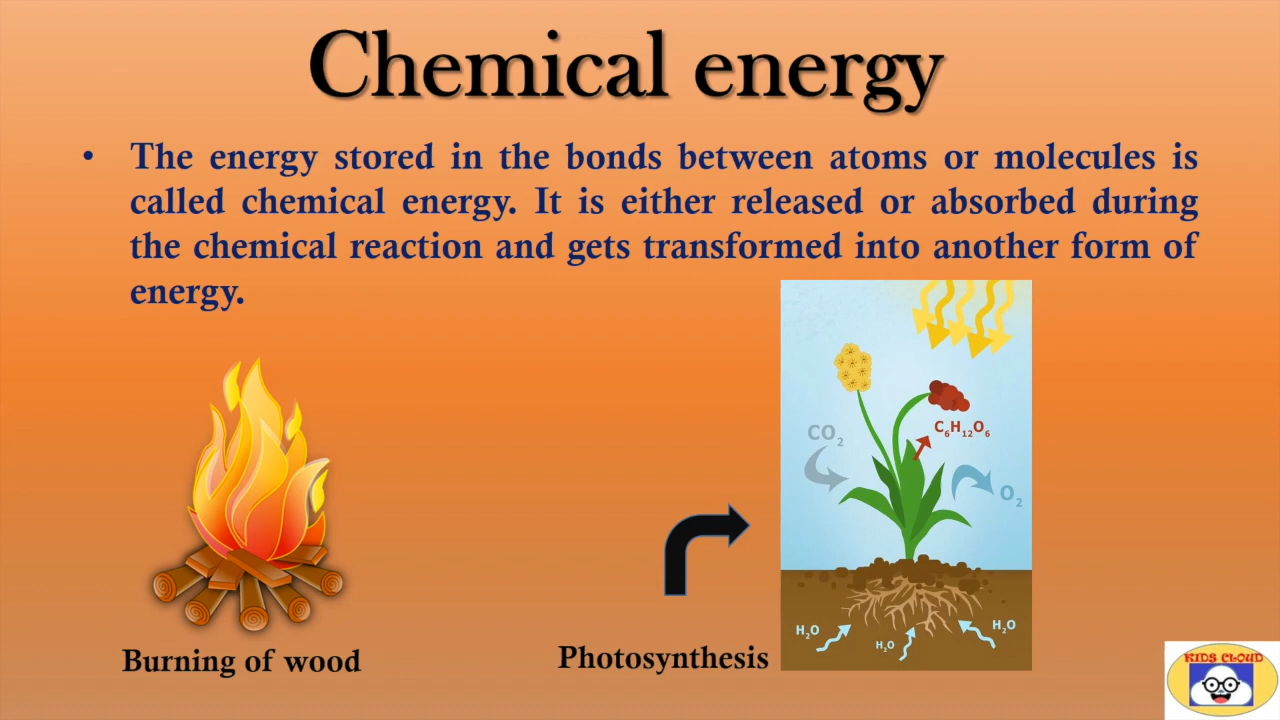 Chemical energy
• The energy stored in the bonds between atoms or molecules is
called chemical energy. It is either released or absorbed during
the chemical reaction and gets transformed into another form of
energy.
CO₂
C₆H₁₂O₆
O₂
H₂O
H₂O
H₂O
Burning of wood
Photosynthesis
KIDS CLOUD